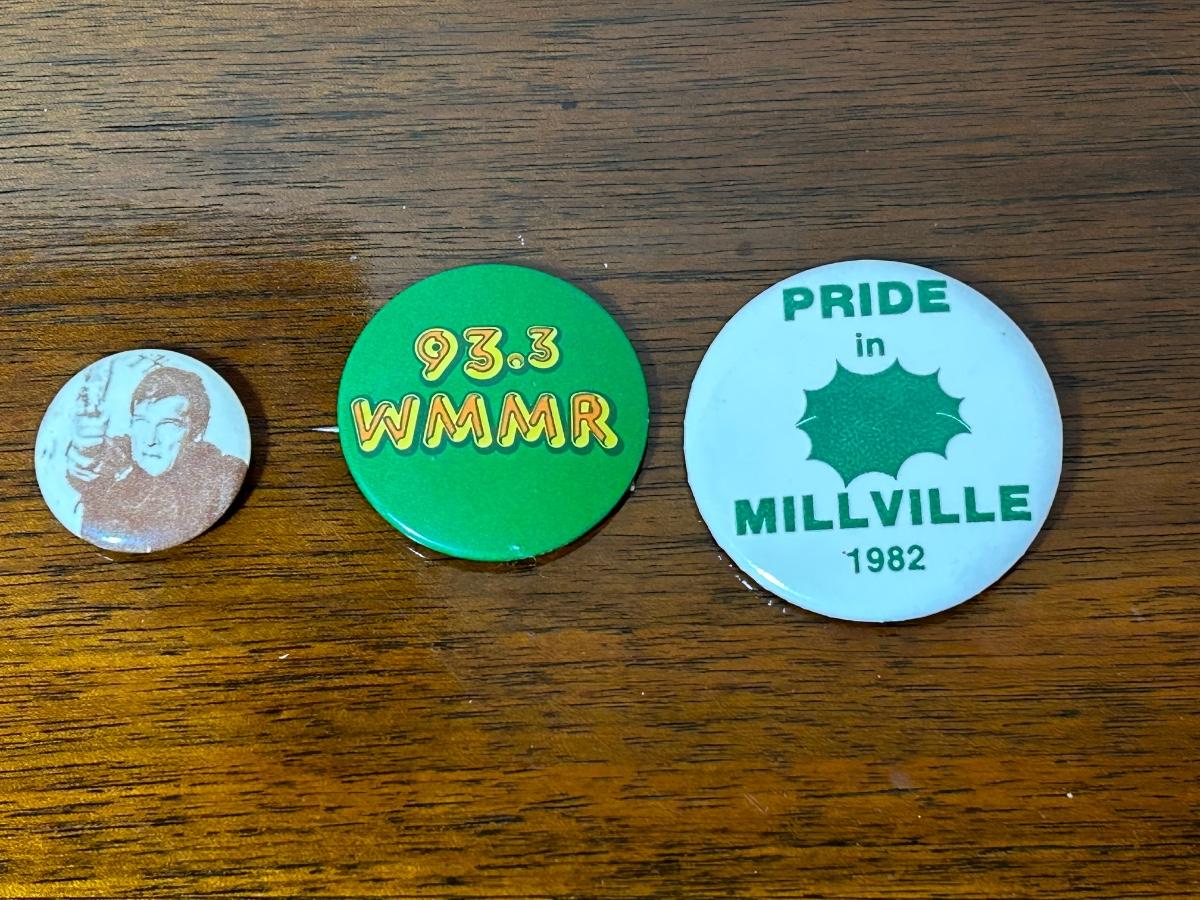 93.3
WMMR
PRIDE
in
MILLVILLE
1982